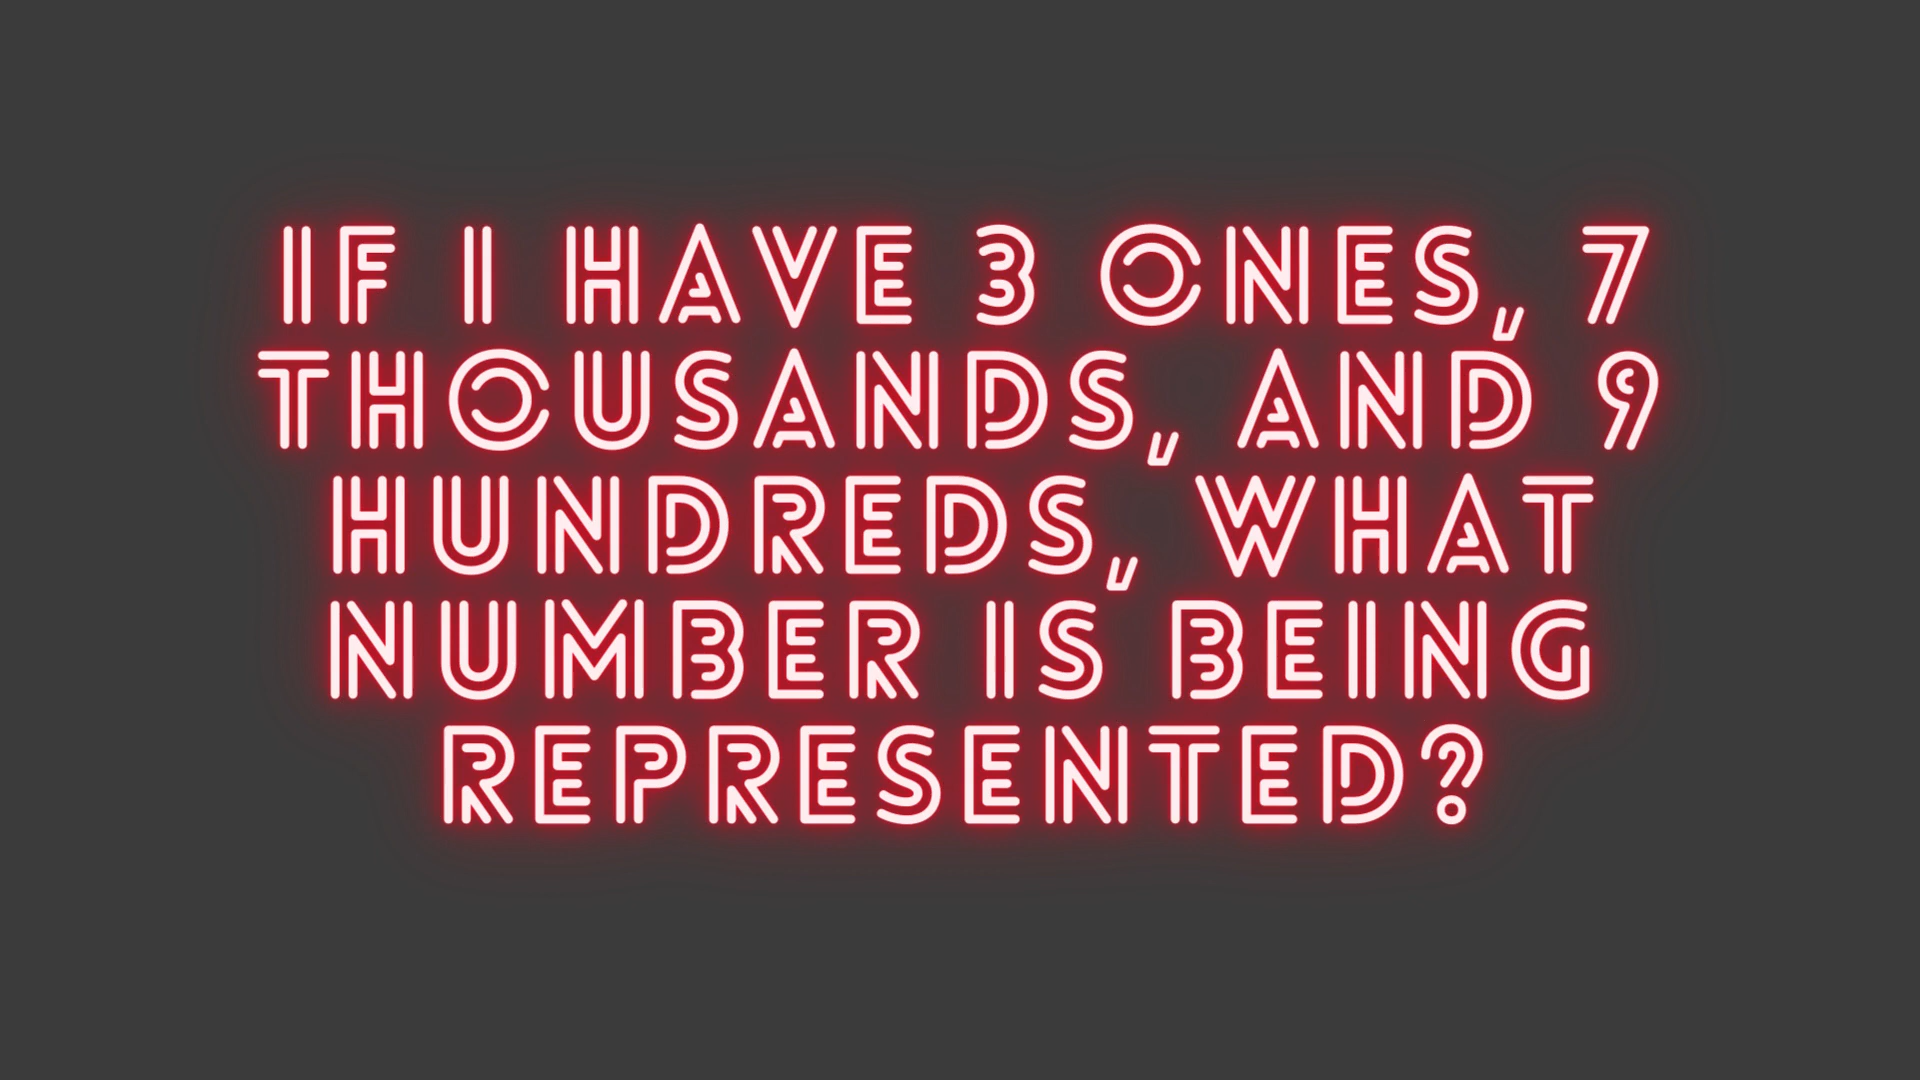 IF I HAVE 3 ONES, 7
THOUSANDS, AND 9
HUNDREDS, WHAT
NUMBER IS BEING
REPRESENTED?